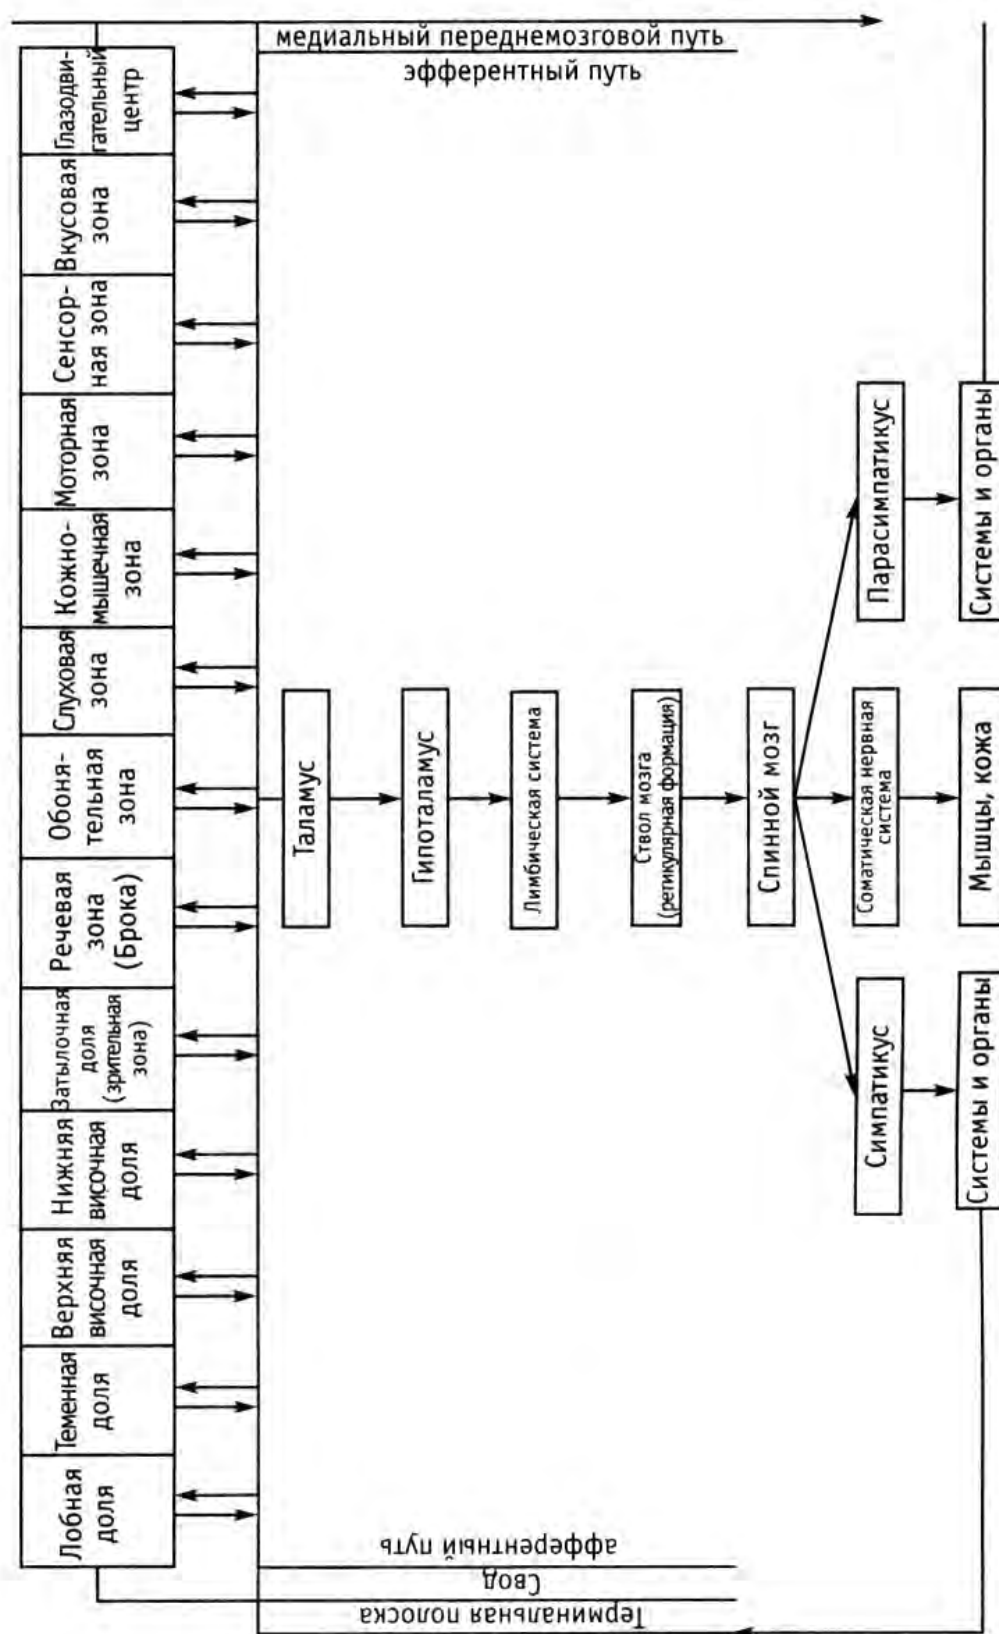 Лобная
доля
Теменная
доля
Верхняя
височная
доля
Нижняя
височная
доля
Затылочная
доля
(зрительная
зона)
Речевая
зона
(Брока)
Обоня-
тельная
зона
Слуховая
зона
Кожно-
мышечная
зона
Моторная
зона
Сенсор-
ная зона
Вкусовая
зона
Глазодви-
гательный
центр
Терминальная полоска
Свод
афферентный путь
медиальный переднемозговой путь
эфферентный путь
Таламус
Гипоталамус
Лимбическая система
Ствол мозга
(ретикулярная формация)
Спинной мозг
Симпатикус
Соматическая нервная
система
Парасимпатикус
Системы и органы
Мышцы, кожа
Системы и органы